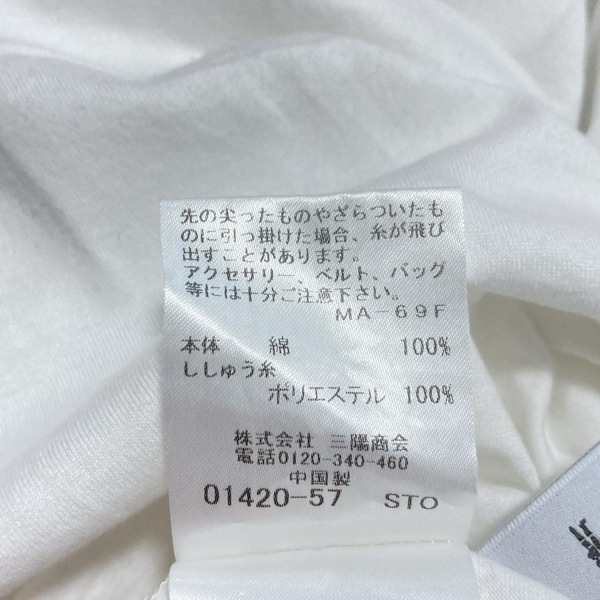 先の尖ったものやざらついたも
のに引っ掛けた場合、糸が飛び
出すことがあります。
アクセサリー、ベルト、バッグ
等には十分ご注意下さい。
MA-69F
本体 綿 100%
ししゅう糸
ポリエステル 100%
株式会社 三陽商会
電話0120-340-460
中国製
01420-57 STO